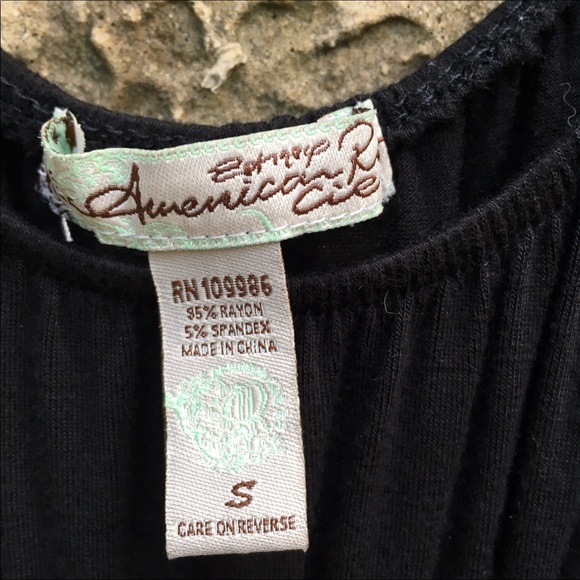 American R
Cie
RN 109986
95% RAYON
5% SPANDEX
MADE IN CHINA
S
CARE ON REVERSE